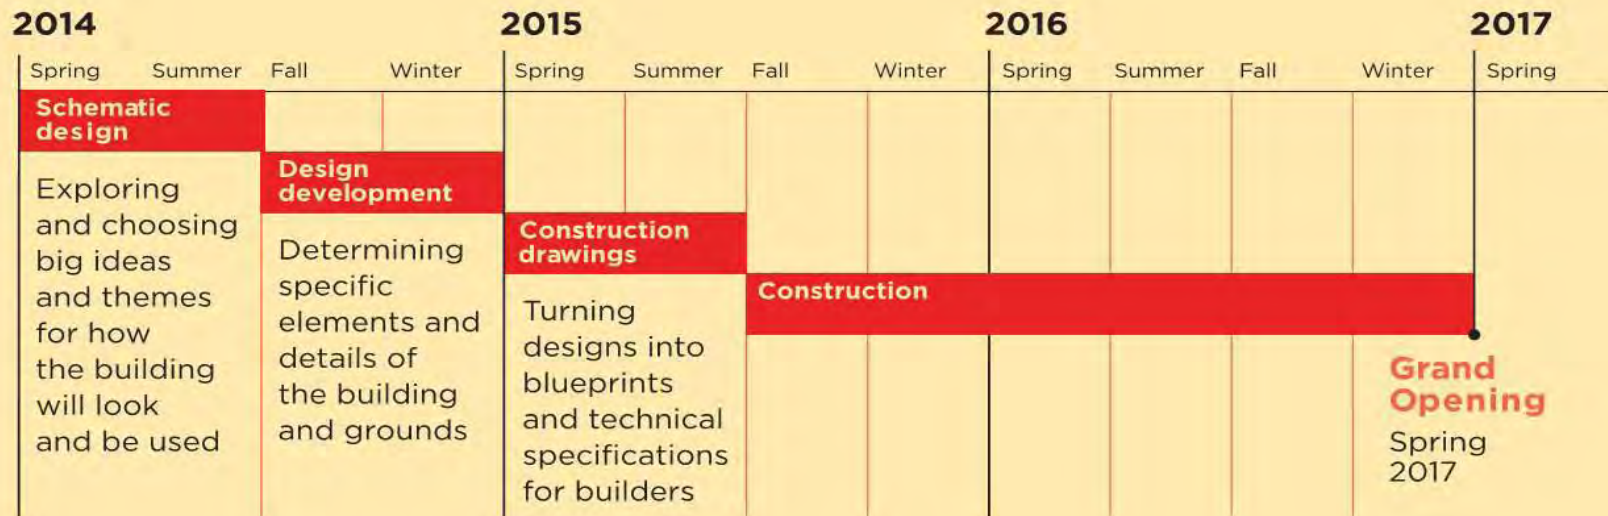 2014 2015 2016 2017
Spring Summer Fall Winter Spring Summer Fall Winter Spring Summer Fall Winter Spring
Schematic
design
Exploring
and choosing
big ideas
and themes
for how
the building
will look
and be used
Design
development
Determining
specific
elements and
details of
the building
and grounds
Construction
drawings
Turning
designs into
blueprints
and technical
specifications
for builders
Construction
Grand
Opening
Spring
2017